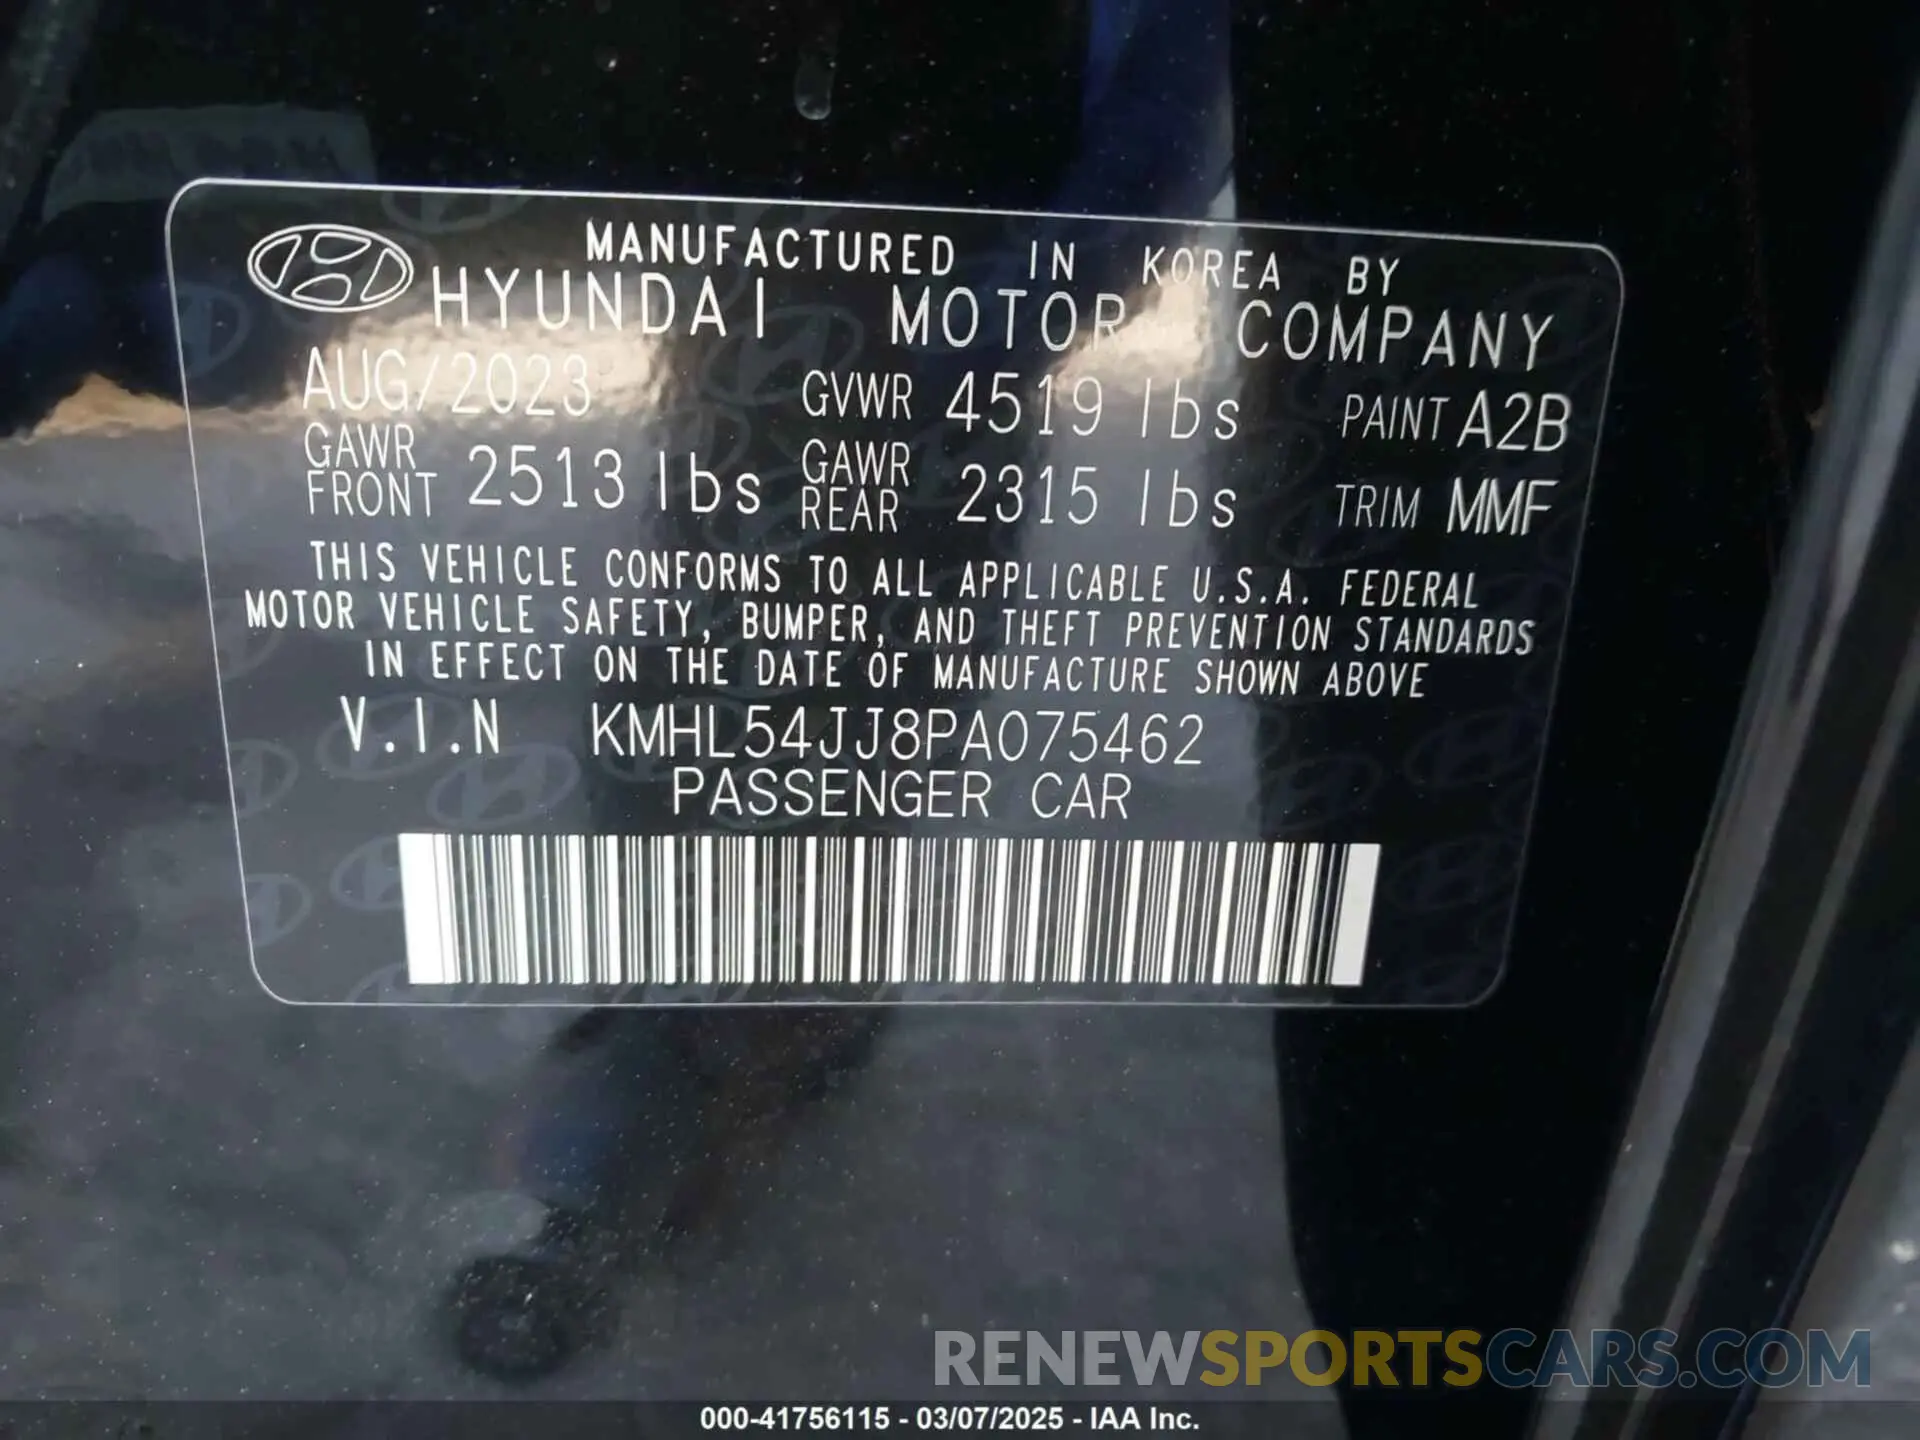 MANUFACTURED IN KOREA BY
HYUNDAI MOTOR COMPANY
AUG/2023 GVWR 4519 lbs PAINT A2B
GAWR FRONT 2513 lbs GAWR REAR 2315 lbs TRIM MMF
THIS VEHICLE CONFORMS TO ALL APPLICABLE U.S.A. FEDERAL
MOTOR VEHICLE SAFETY, BUMPER, AND THEFT PREVENTION STANDARDS
IN EFFECT ON THE DATE OF MANUFACTURE SHOWN ABOVE
V.I.N KMHL54JJ8PA075462
PASSENGER CAR
RENEWSPORTSCARS.COM
000-41756115 - 03/07/2025 - IAA Inc.